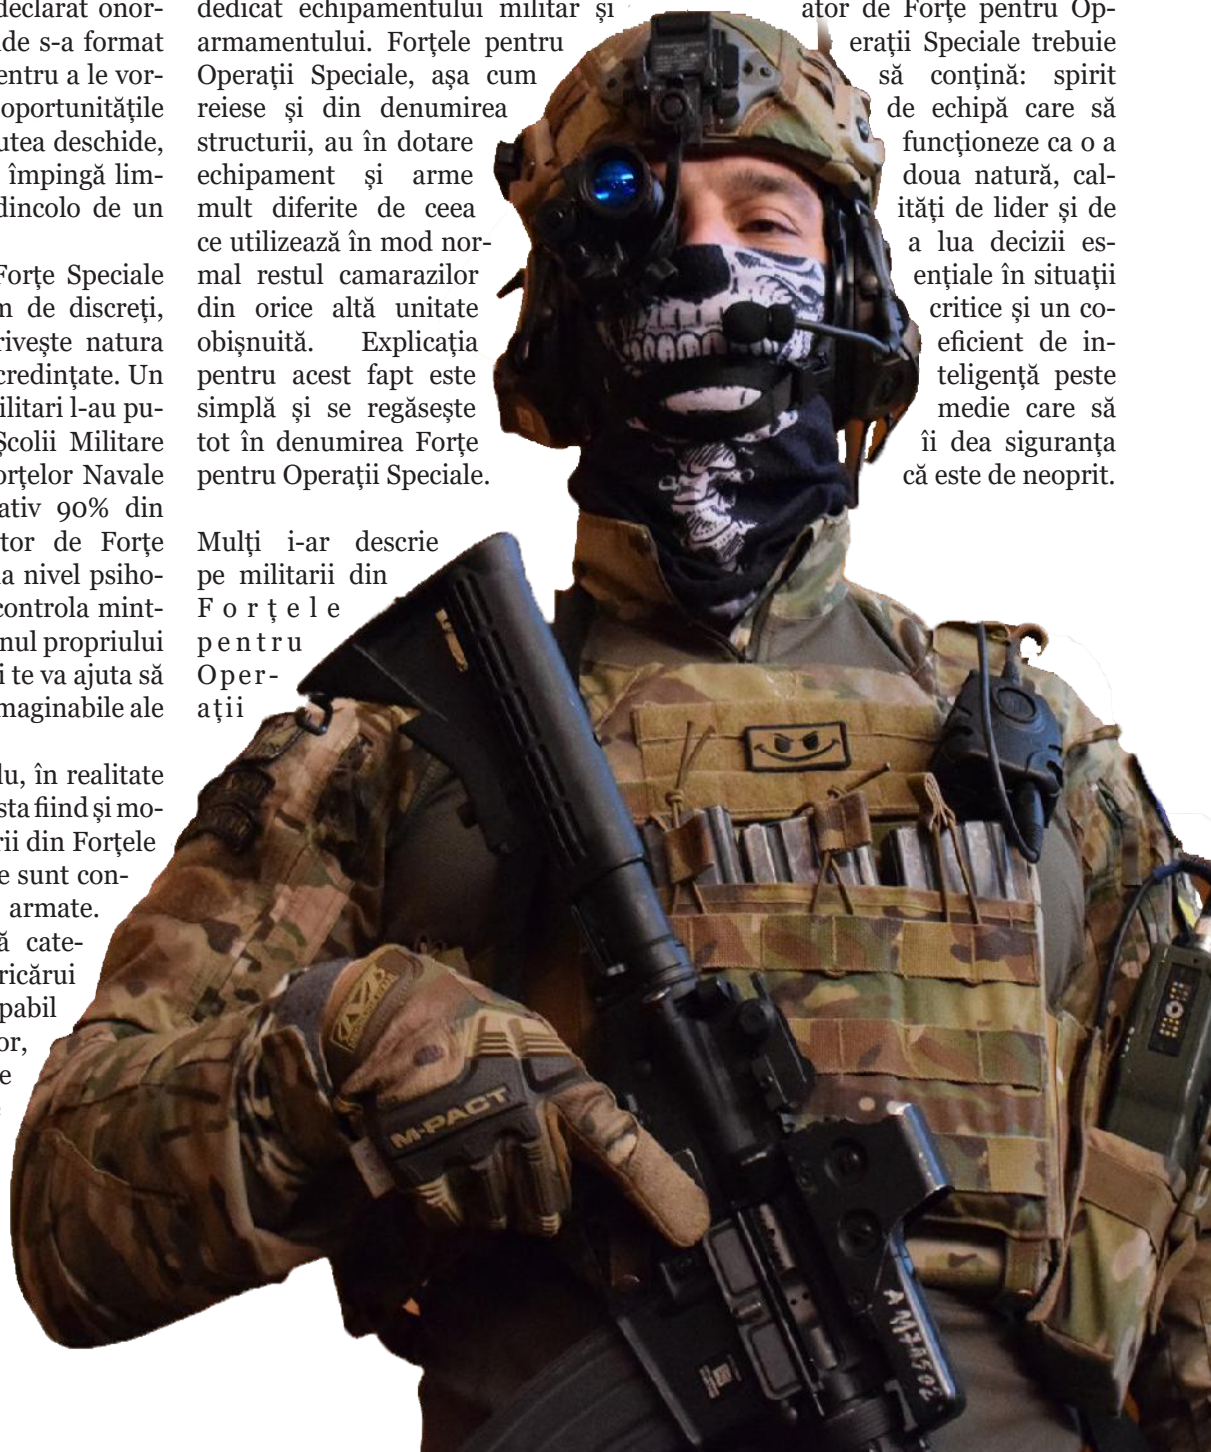 declarat onor-
de s-a format
entru a le vor-
oportunitățile
utea deschide,
împingă lim-
dincolo de un
Forțe Speciale
m de discreți,
rivește natura
credințate. Un
ilitari l-au pu-
Școlii Militare
orțelor Navale
ativ 90% din
tor de Forțe
la nivel psiho-
controla mint-
nul propriului
i te va ajuta să
maginabile ale
lu, în realitate
sta fiind și mo-
rii din Forțele
e sunt con-
armate.
ă cate-
ricărui
pabil
or,
e
dedicat echipamentului militar și
armamentului. Forțele pentru
Operații Speciale, așa cum
reiese și din denumirea
structurii, au în dotare
echipament și arme
mult diferite de ceea
ce utilizează în mod nor-
mal restul camarazilor
din orice altă unitate
obișnuită. Explicația
pentru acest fapt este
simplă și se regăsește
tot în denumirea Forțe
pentru Operații Speciale.
Mulți i-ar descrie
pe militarii din
Forțele
pentru
Oper-
ații
ator de Forțe pentru Op-
erații Speciale trebuie
să conțină: spirit
de echipă care să
funcționeze ca o a
doua natură, cal-
ități de lider și de
a lua decizii es-
ențiale în situații
critice și un co-
eficient de in-
teligență peste
medie care să
îi dea siguranța
că este de neoprit.
M-PACT